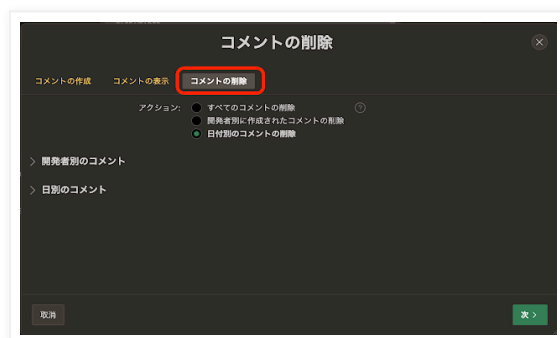 コメントの削除
コメントの作成 コメントの表示 コメントの削除
アクション: すべてのコメントの削除
開発者別に作成されたコメントの削除
日付別のコメントの削除
開発者別のコメント
日別のコメント
取消 次